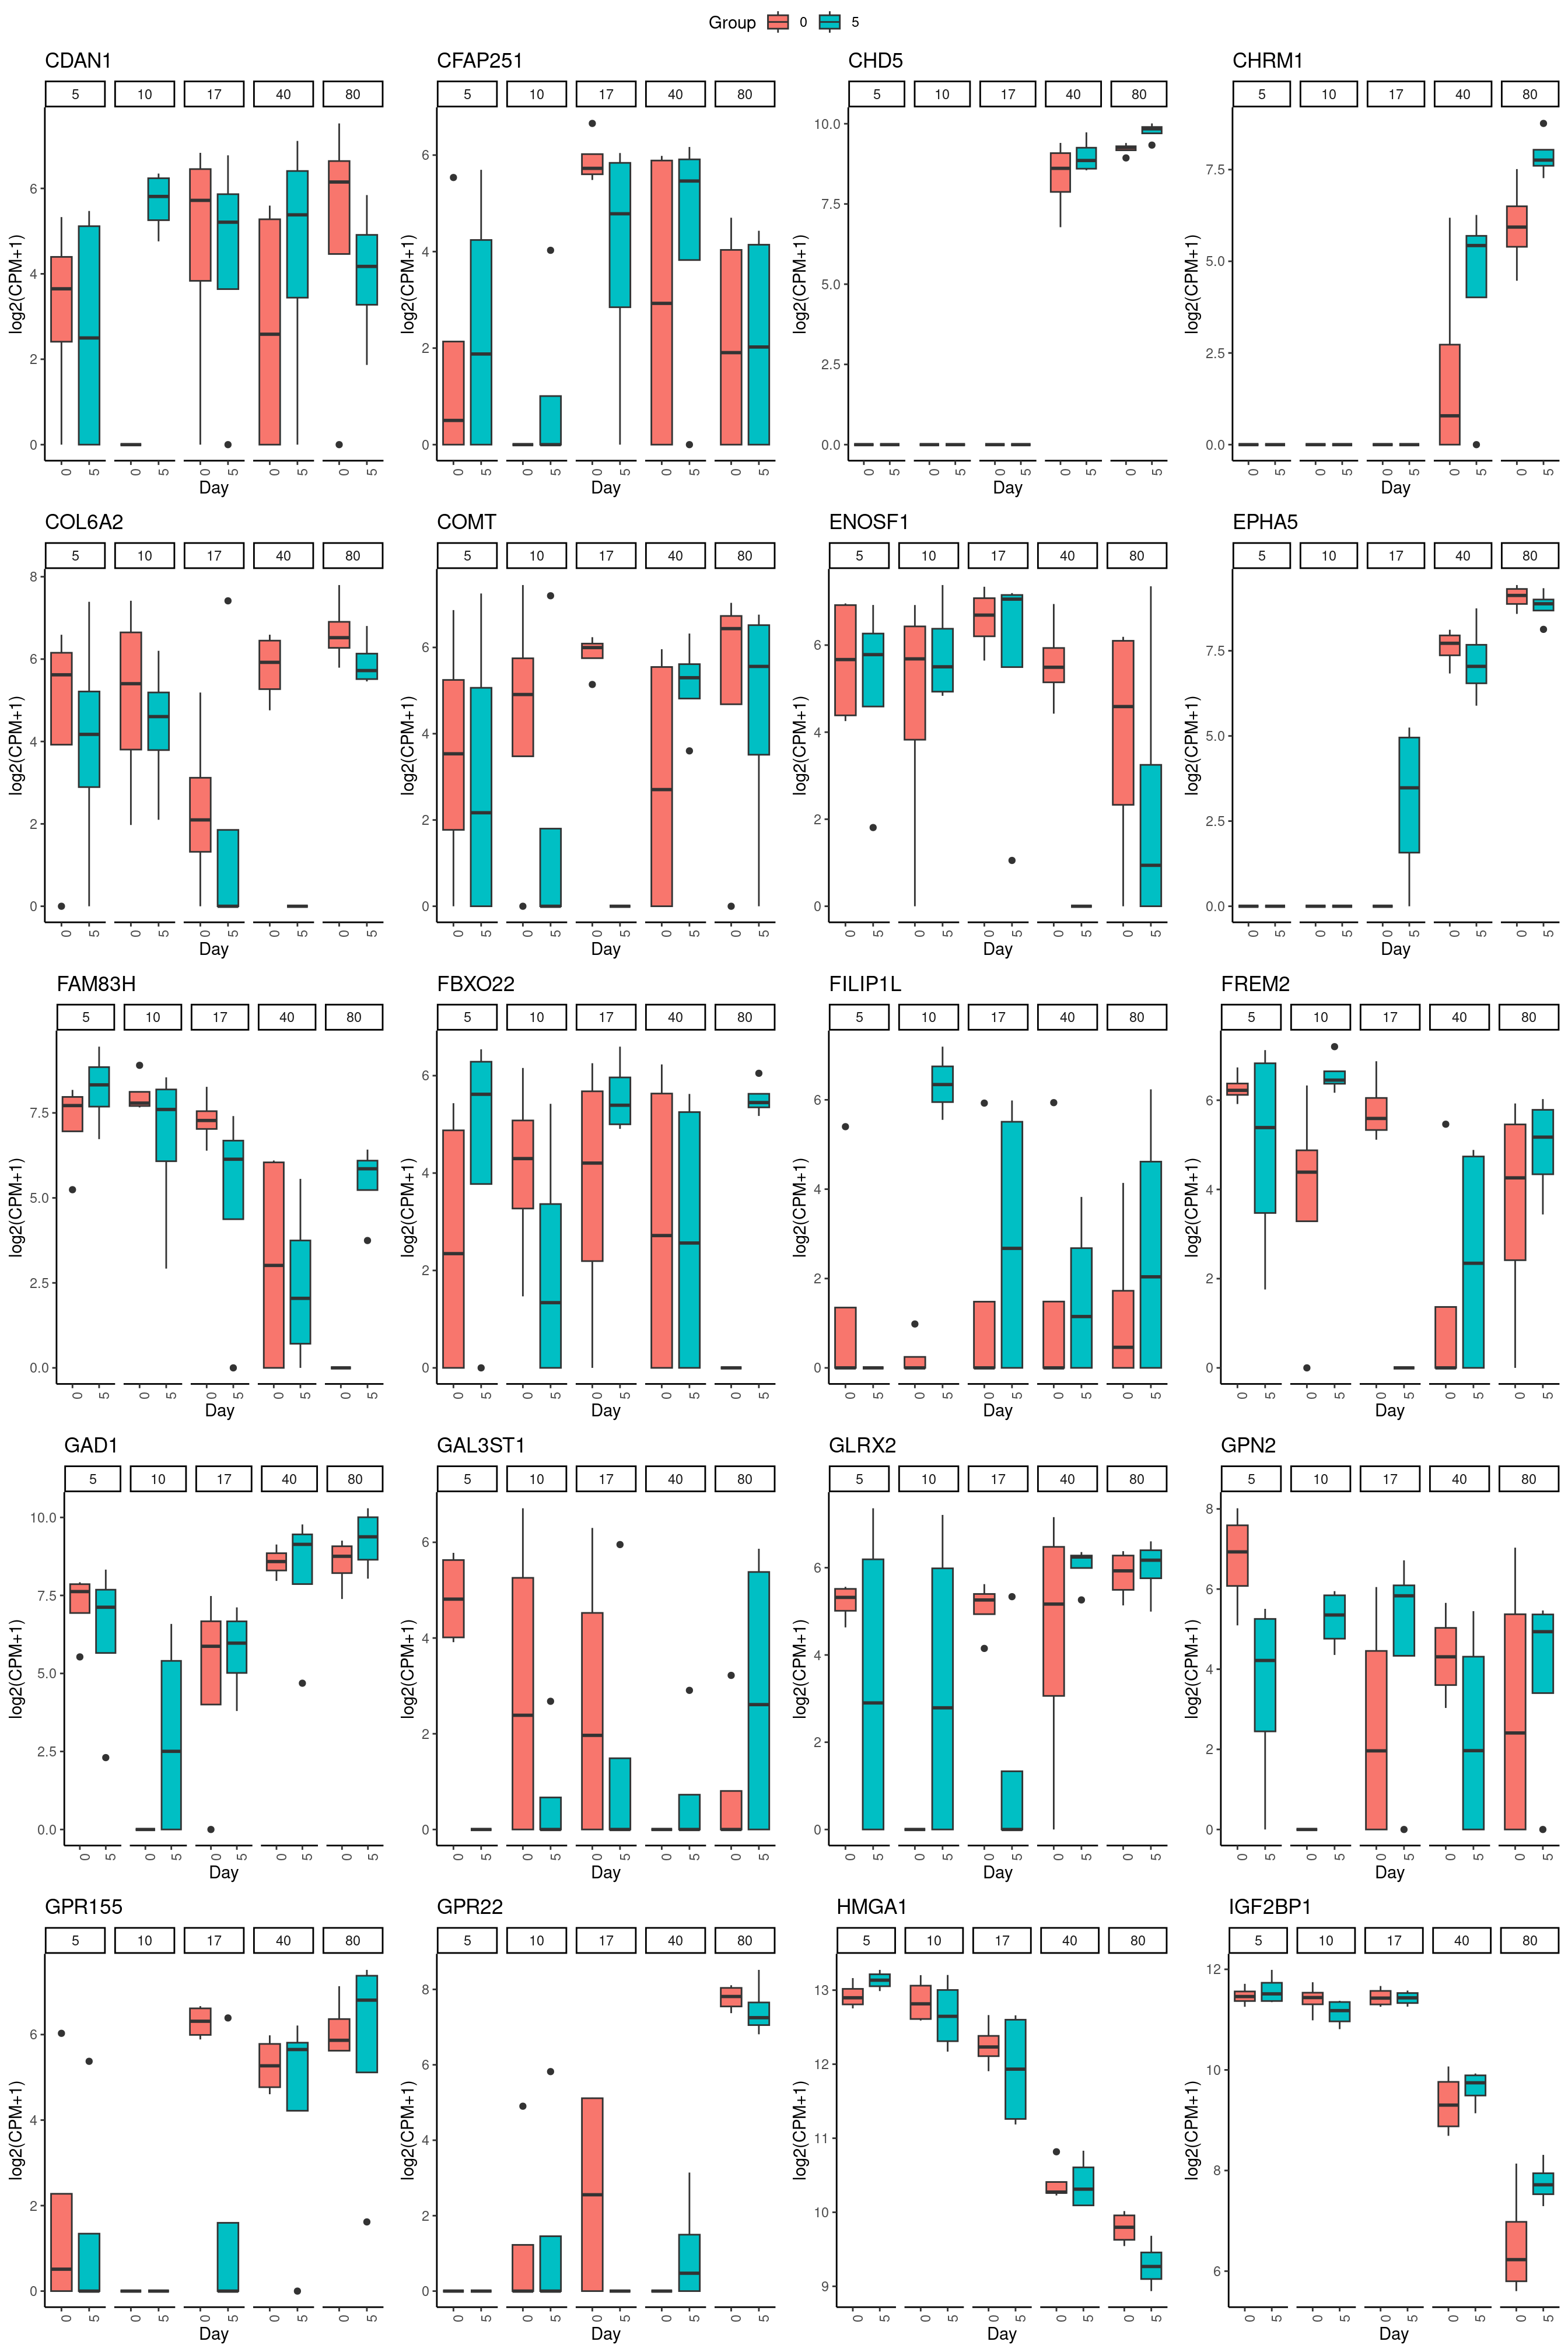 Group 0 5
CDAN1 CFAP251 CHD5 CHRM1
5 10 17 40 80 5 10 17 40 80 5 10 17 40 80 5 10 17 40 80
log2(CPM+1) log2(CPM+1) log2(CPM+1) log2(CPM+1)
6 4 2 0
6 4 2 0
10.0 7.5 5.0 2.5 0.0
7.5 5.0 2.5 0.0
0 5 0 5 0 5 0 5 0 5 0 5 0 5 0 5 0 5 0 5 0 5 0 5 0 5 0 5 0 5 0 5 0 5 0 5 0 5 0 5
Day Day Day Day
COL6A2 COMT ENOSF1 EPHA5
5 10 17 40 80 5 10 17 40 80 5 10 17 40 80 5 10 17 40 80
log2(CPM+1) log2(CPM+1) log2(CPM+1) log2(CPM+1)
8 6 4 2 0
6 4 2 0
6 4 2 0
7.5 5.0 2.5 0.0
0 5 0 5 0 5 0 5 0 5 0 5 0 5 0 5 0 5 0 5 0 5 0 5 0 5 0 5 0 5 0 5 0 5 0 5 0 5 0 5
Day Day Day Day
FAM83H FBXO22 FILIP1L FREM2
5 10 17 40 80 5 10 17 40 80 5 10 17 40 80 5 10 17 40 80
log2(CPM+1) log2(CPM+1) log2(CPM+1) log2(CPM+1)
7.5 5.0 2.5 0.0
6 4 2 0
6 4 2 0
6 4 2 0
0 5 0 5 0 5 0 5 0 5 0 5 0 5 0 5 0 5 0 5 0 5 0 5 0 5 0 5 0 5 0 5 0 5 0 5 0 5 0 5
Day Day Day Day
GAD1 GAL3ST1 GLRX2 GPN2
5 10 17 40 80 5 10 17 40 80 5 10 17 40 80 5 10 17 40 80
log2(CPM+1) log2(CPM+1) log2(CPM+1) log2(CPM+1)
10.0 7.5 5.0 2.5 0.0
6 4 2 0
6 4 2 0
8 6 4 2 0
0 5 0 5 0 5 0 5 0 5 0 5 0 5 0 5 0 5 0 5 0 5 0 5 0 5 0 5 0 5 0 5 0 5 0 5 0 5 0 5
Day Day Day Day
GPR155 GPR22 HMGA1 IGF2BP1
5 10 17 40 80 5 10 17 40 80 5 10 17 40 80 5 10 17 40 80
log2(CPM+1) log2(CPM+1) log2(CPM+1) log2(CPM+1)
6 4 2 0
8 6 4 2 0
13 12 11 10 9
12 10 8 6
0 5 0 5 0 5 0 5 0 5 0 5 0 5 0 5 0 5 0 5 0 5 0 5 0 5 0 5 0 5 0 5 0 5 0 5 0 5 0 5
Day Day Day Day